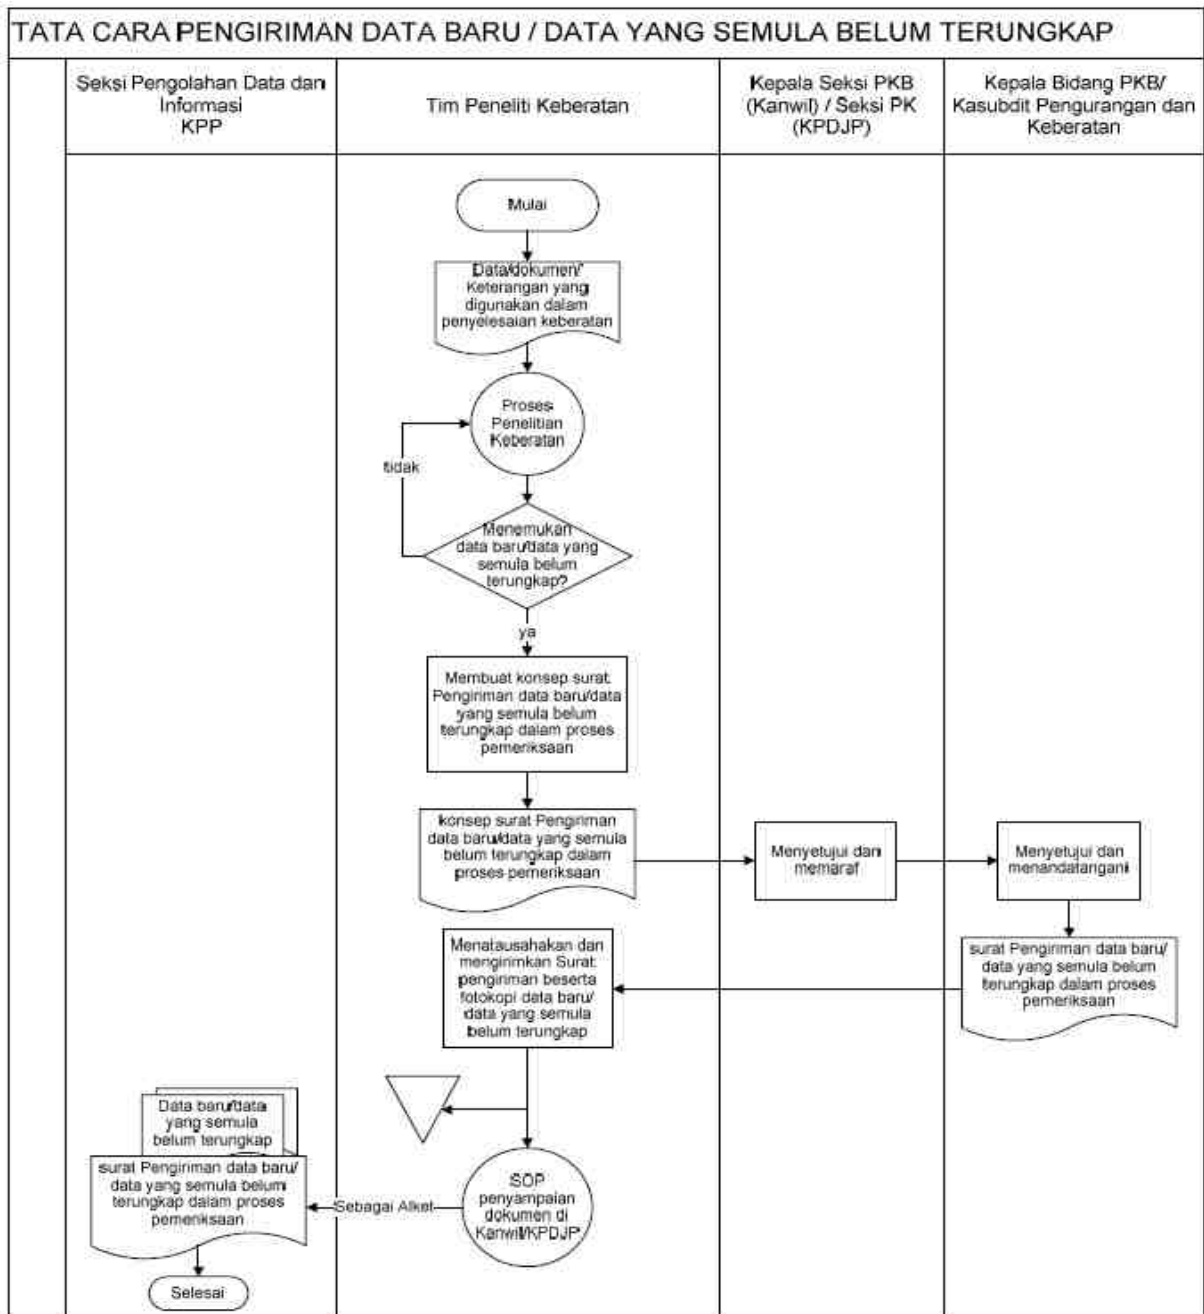 TATA CARA PENGIRIMAN DATA BARU / DATA YANG SEMULA BELUM TERUNGKAP
Seksi Pengolahan Data dan
Informasi
KPP
Tim Peneliti Keberatan
Kepala Seksi PKB
(Kanwil) / Seksi PK
(KPDJP)
Kepala Bidang PKB/
Kasubdit Pengurangan dan
Keberatan
Mulai
Data/dokumen/
Keterangan yang
digunakan dalam
penyelesaian keberatan
Proses
Penelitian
Keberatan
tidak
Menemukan
data baru/data yang
semula belum
terungkap?
ya
Membuat konsep surat
Pengiriman data baru/data
yang semula belum
terungkap dalam proses
pemeriksaan
konsep surat Pengiriman
data baru/data yang semula
belum terungkap dalam
proses pemeriksaan
Menyetujui dan
memaraf
Menyetujui dan
menandatangani
surat Pengiriman data baru/
data yang semula belum
terungkap dalam proses
pemeriksaan
Menatausahakan dan
mengirimkan Surat
pengiriman beserta
fotokopi data baru/
data yang semula
belum terungkap
Data baru/data
yang semula
belum terungkap
surat Pengiriman data baru/
data yang semula belum
terungkap dalam proses
pemeriksaan
Sebagai Alket
SOP
penyampaian
dokumen di
Kanwil/KPDJP
Selesai